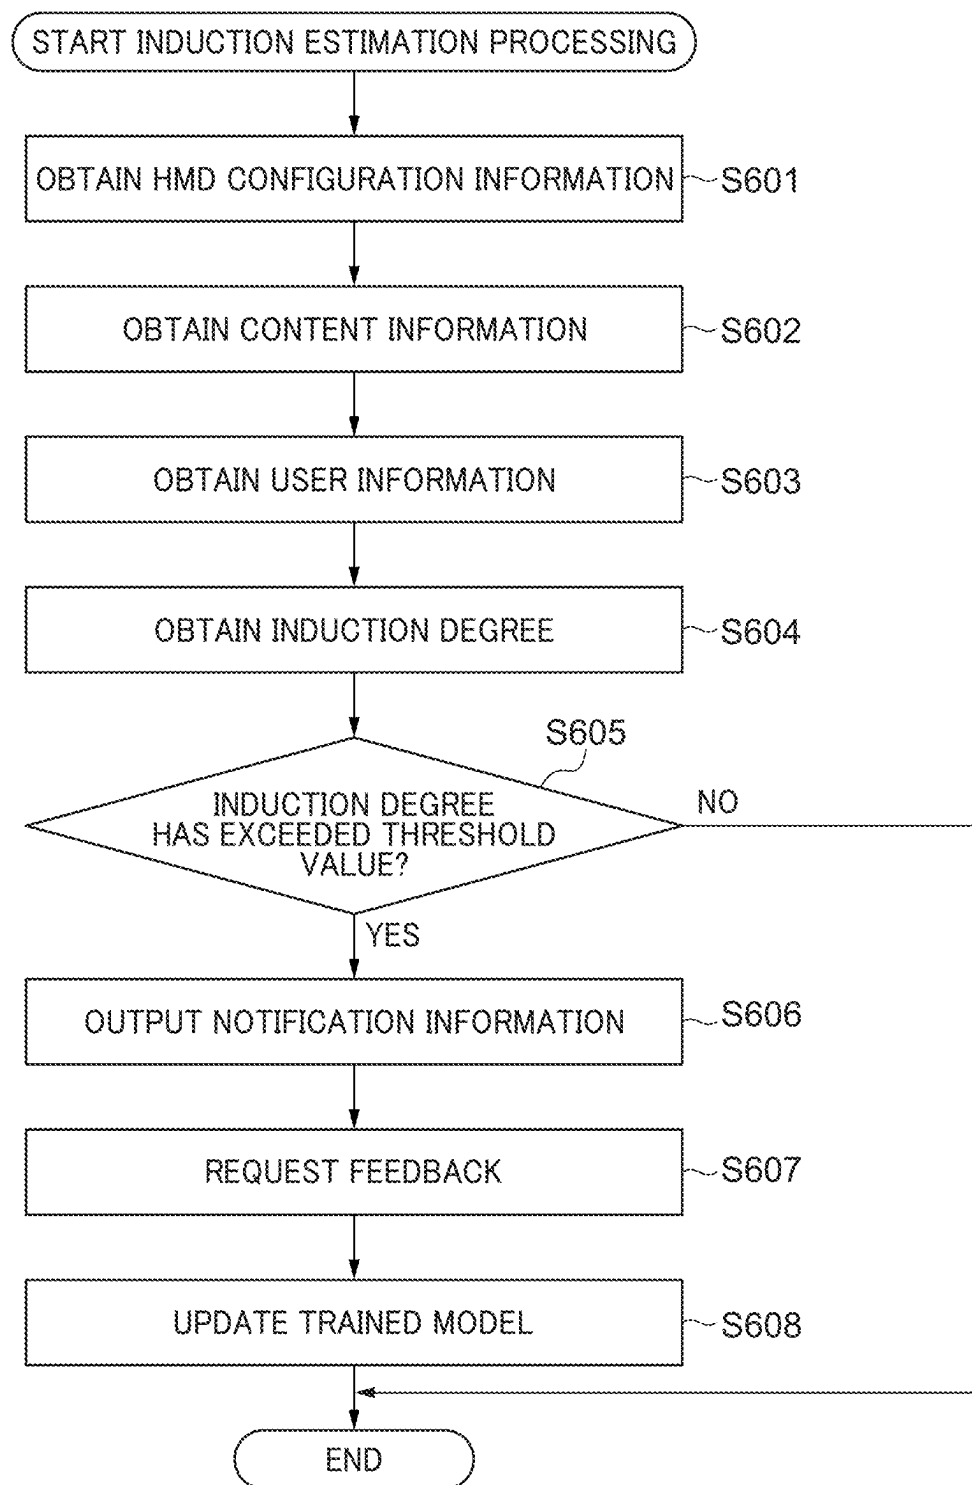 START INDUCTION ESTIMATION PROCESSING
OBTAIN HMD CONFIGURATION INFORMATION
S601
OBTAIN CONTENT INFORMATION
S602
OBTAIN USER INFORMATION
S603
OBTAIN INDUCTION DEGREE
S604
S605
INDUCTION DEGREE
HAS EXCEEDED THRESHOLD
VALUE?
NO
YES
OUTPUT NOTIFICATION INFORMATION
S606
REQUEST FEEDBACK
S607
UPDATE TRAINED MODEL
S608
END